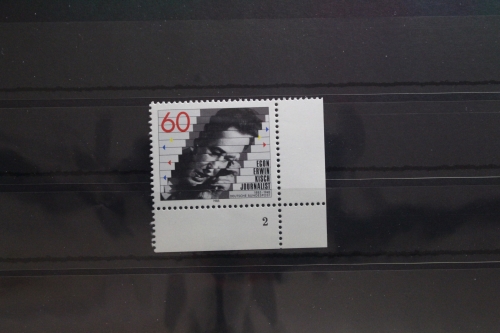 60
EGON
ERWIN
KISCH
JOURNALIST
2